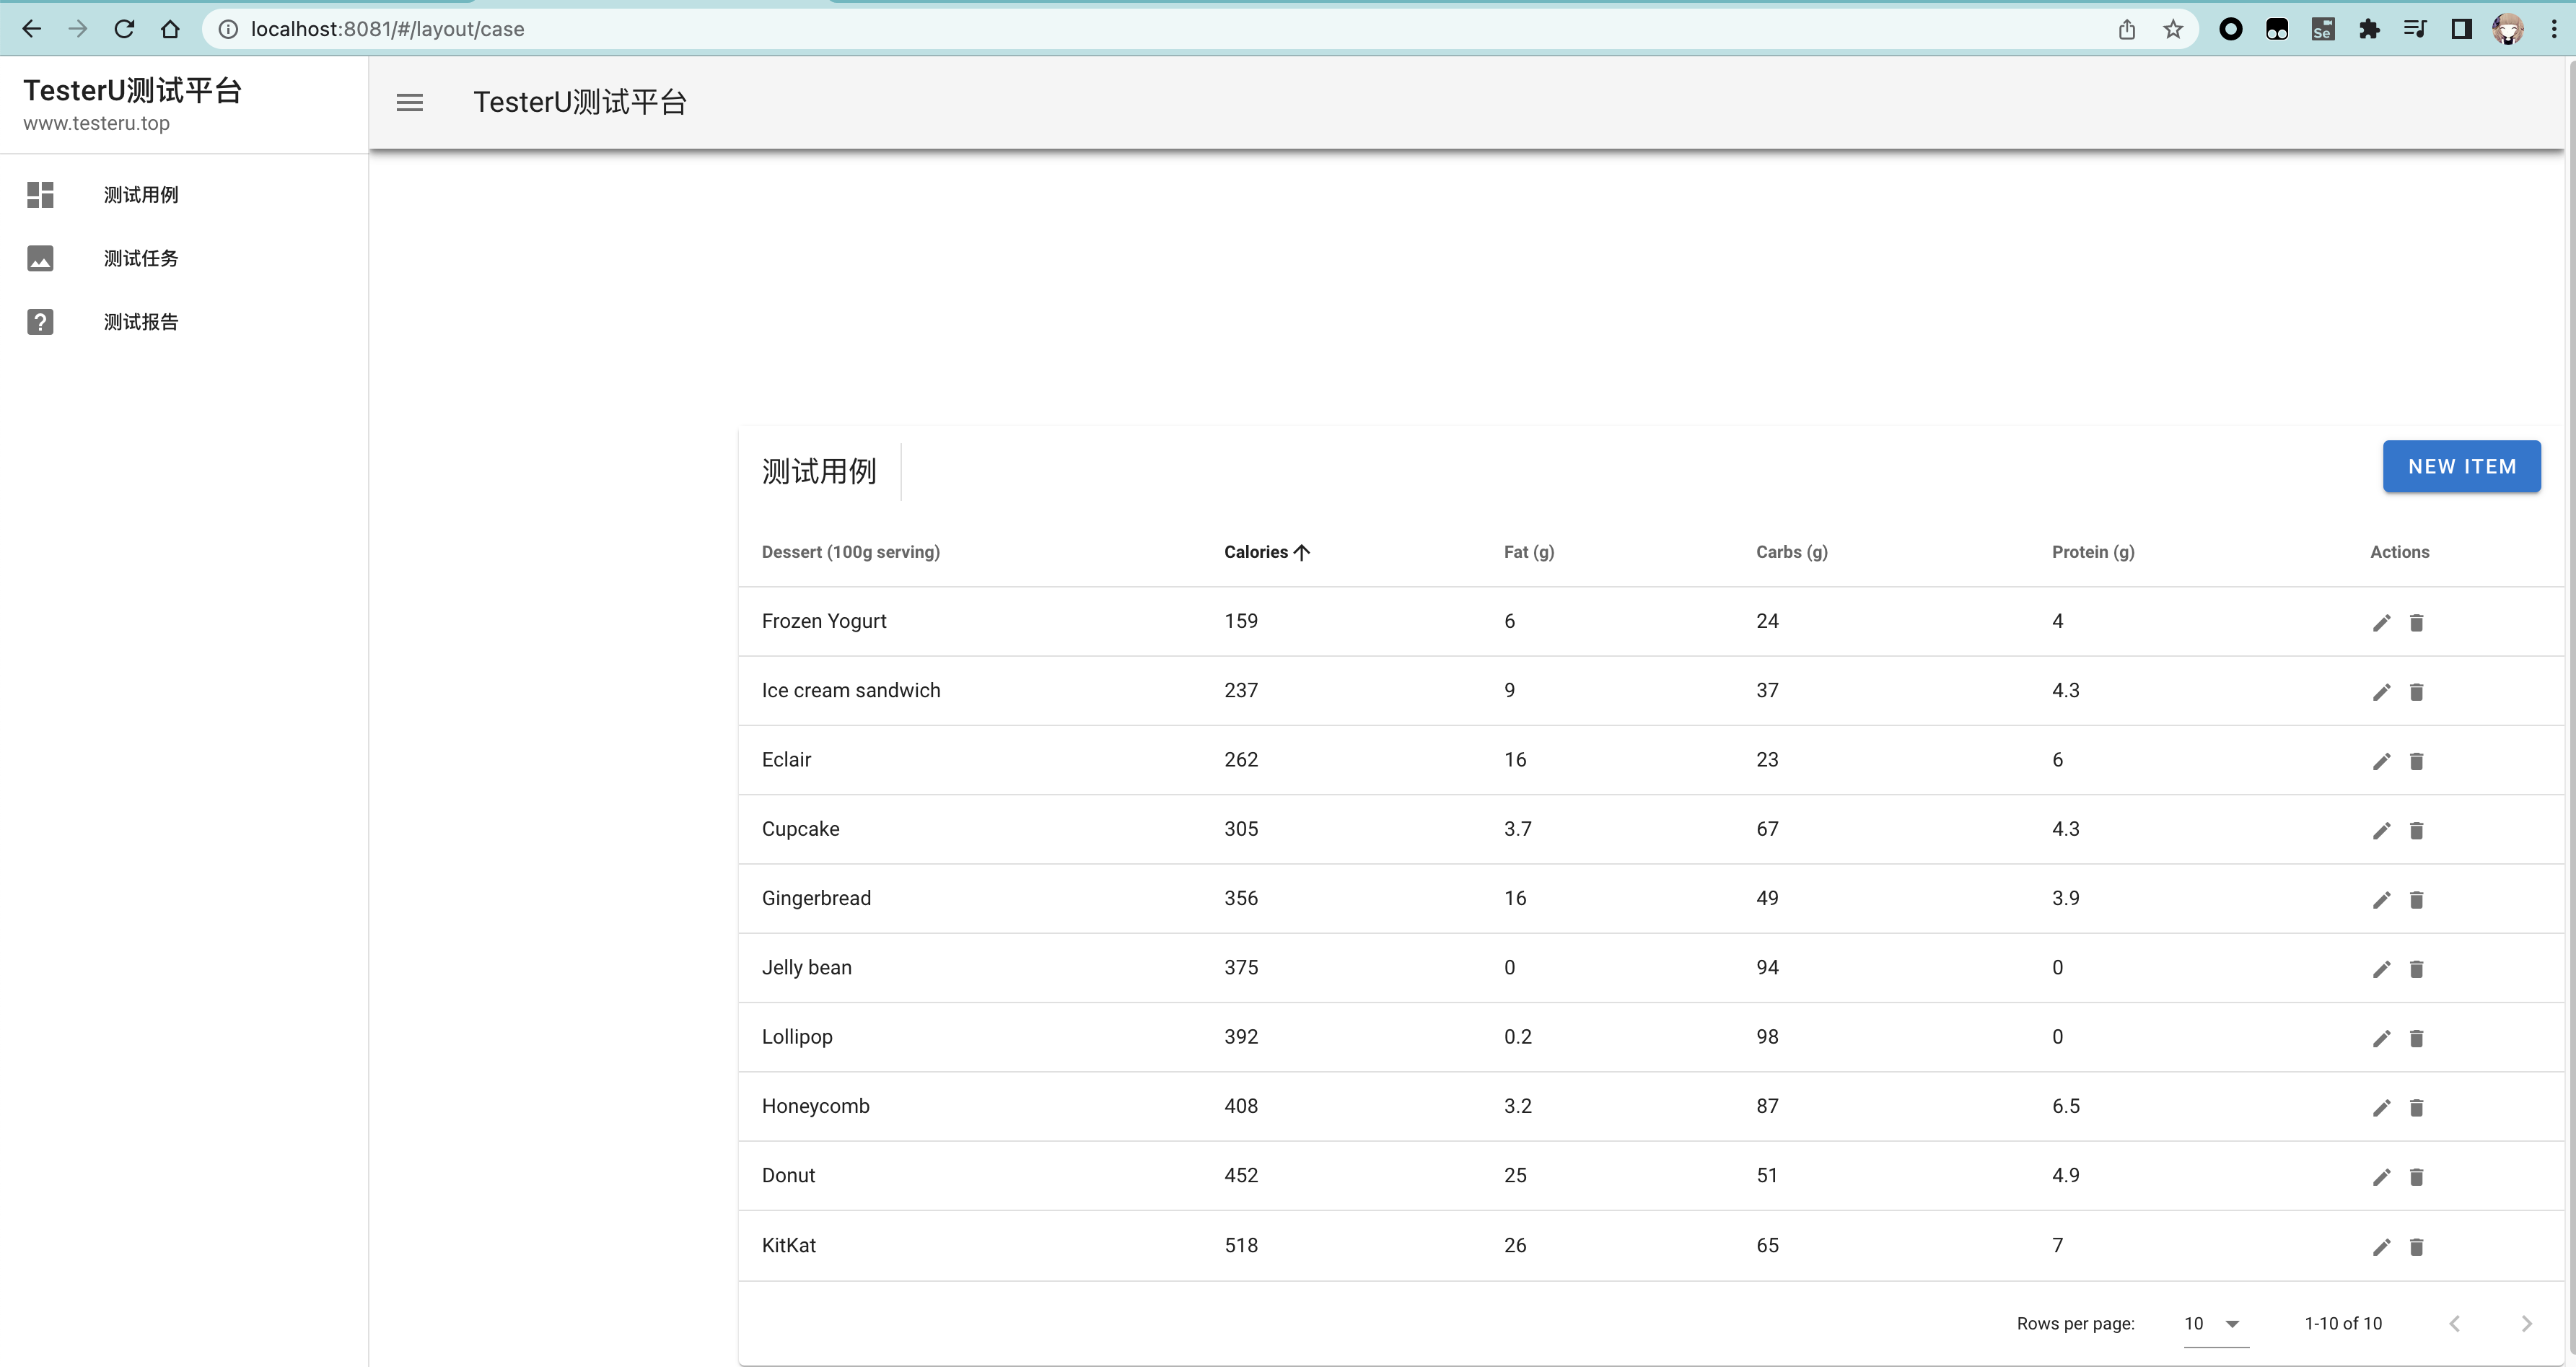 localhost:8081/#/layout/case
Se
TesterU测试平台
www.testeru.top
TesterU测试平台
测试用例
测试任务
测试报告
测试用例
NEW ITEM
Dessert (100g serving) Calories Fat (g) Carbs (g) Protein (g) Actions
Frozen Yogurt 159 6 24 4
Ice cream sandwich 237 9 37 4.3
Eclair 262 16 23 6
Cupcake 305 3.7 67 4.3
Gingerbread 356 16 49 3.9
Jelly bean 375 0 94 0
Lollipop 392 0.2 98 0
Honeycomb 408 3.2 87 6.5
Donut 452 25 51 4.9
KitKat 518 26 65 7
Rows per page: 10 1-10 of 10